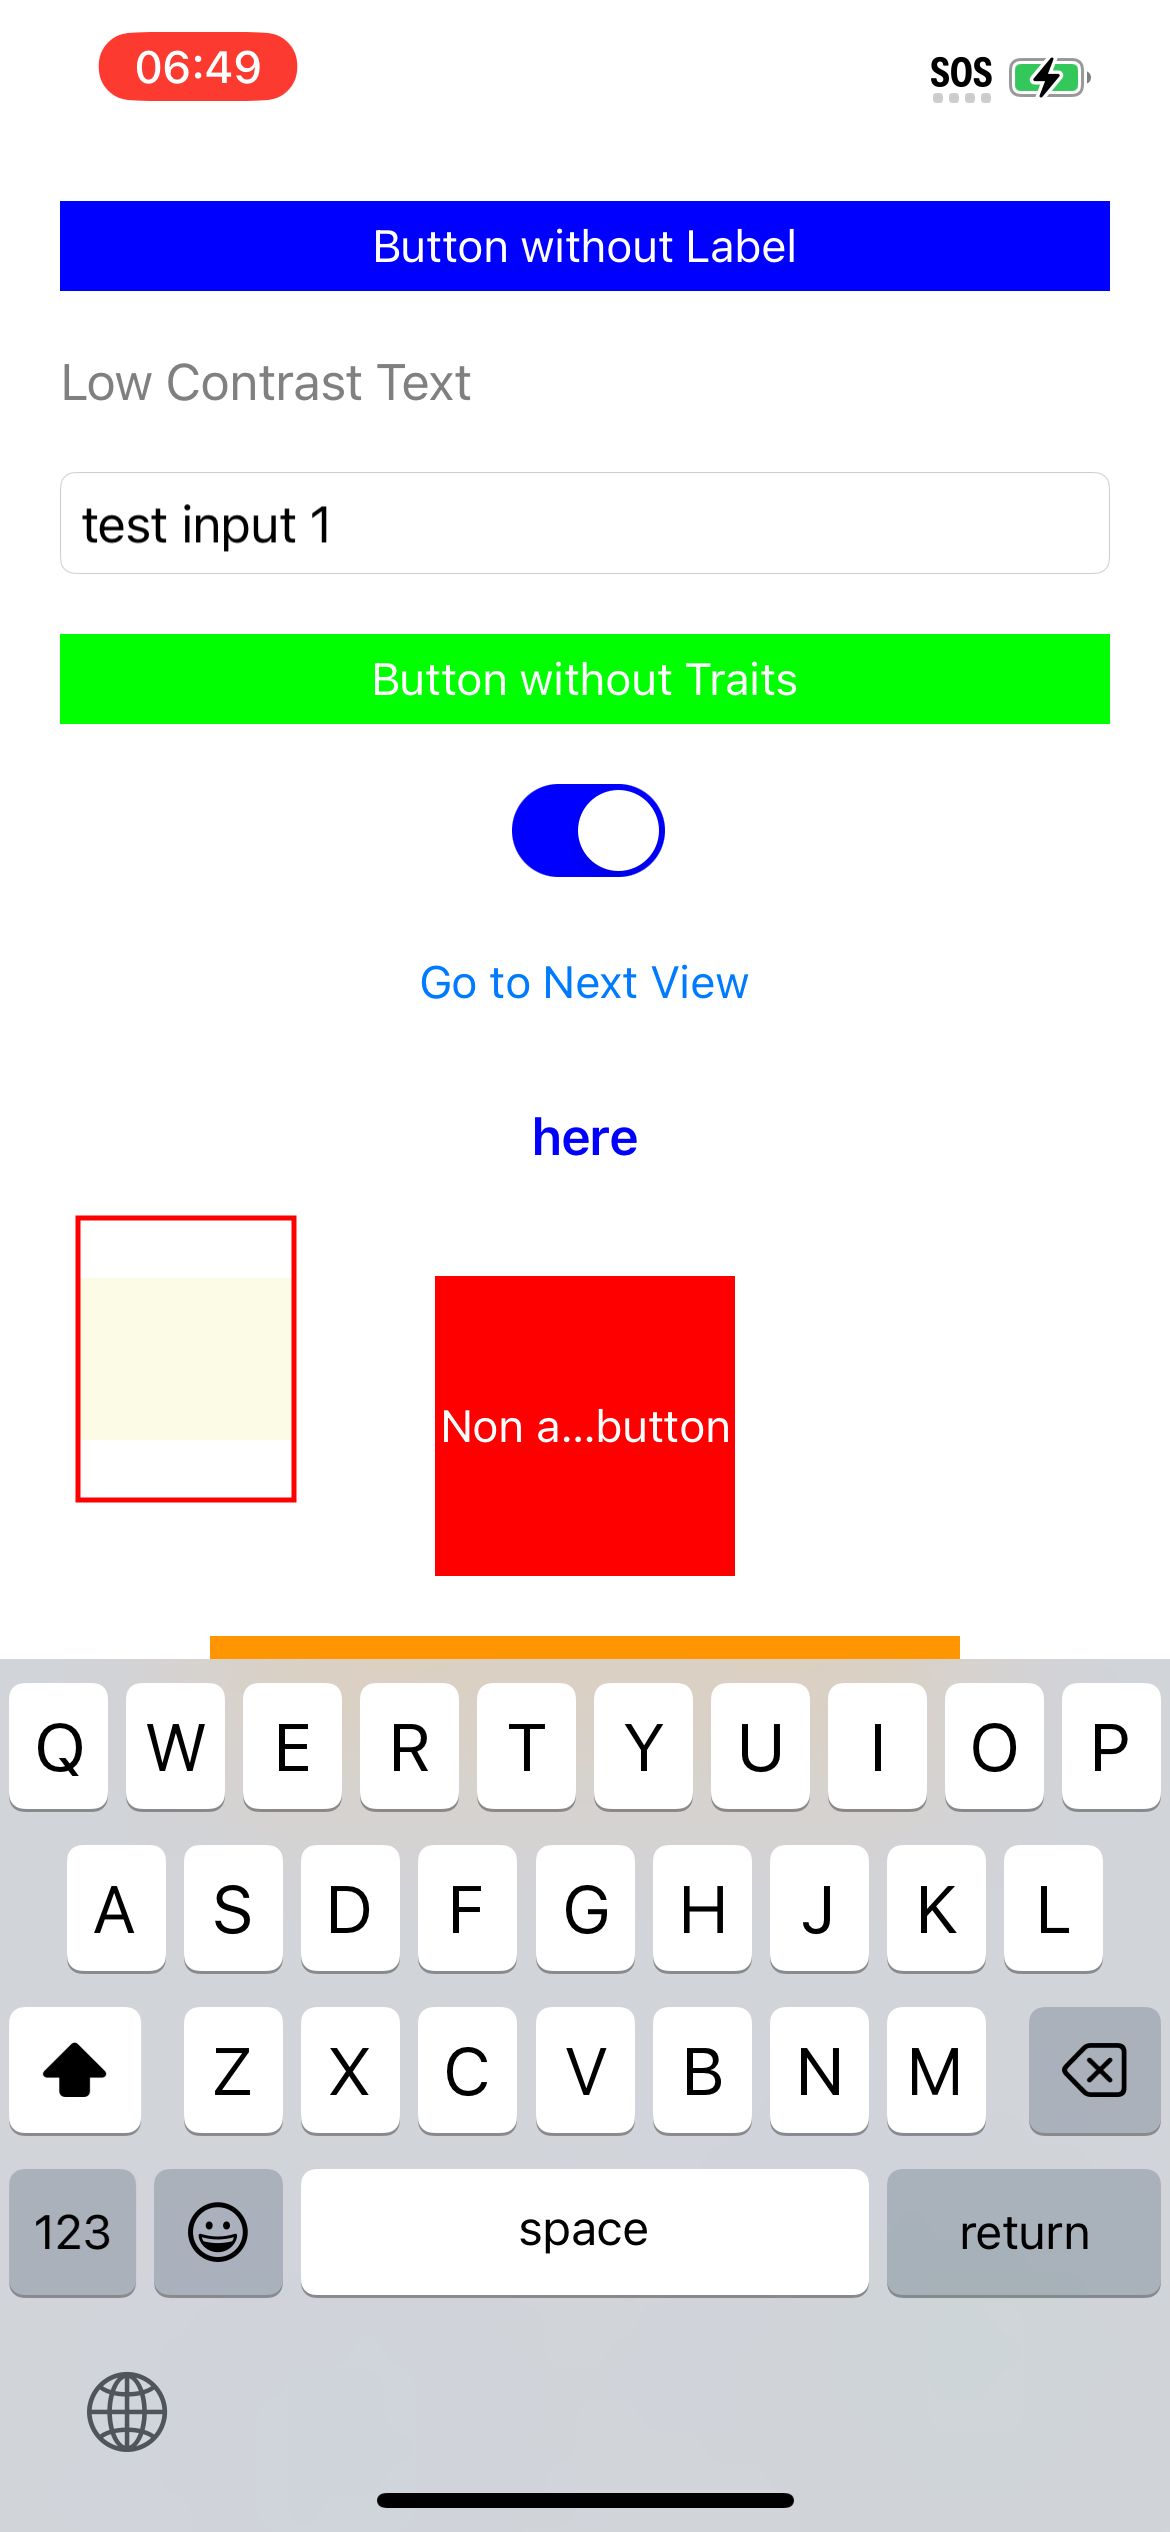 06:49 SOS
Button without Label
Low Contrast Text
test input 1
Button without Traits
Go to Next View
here
Non a...button
Q W E R T Y U I O P
A S D F G H J K L
Z X C V B N M
123 space return